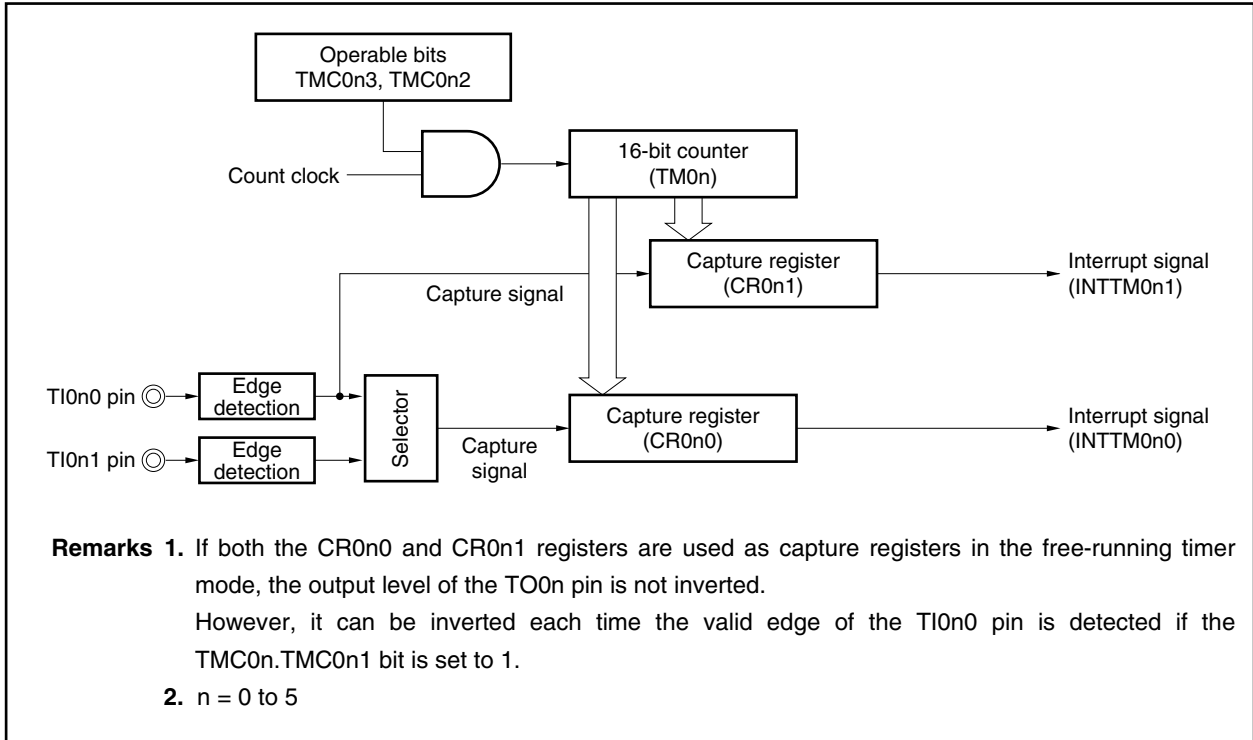 Operable bits
TMC0n3, TMC0n2
Count clock
16-bit counter
(TM0n)
Capture register
(CR0n1)
Interrupt signal
(INTTM0n1)
Capture signal
TI0n0 pin
Edge
detection
Selector
Capture register
(CR0n0)
Interrupt signal
(INTTM0n0)
TI0n1 pin
Edge
detection
Capture
signal
Remarks 1. If both the CR0n0 and CR0n1 registers are used as capture registers in the free-running timer
mode, the output level of the TO0n pin is not inverted.
However, it can be inverted each time the valid edge of the TI0n0 pin is detected if the
TMC0n.TMC0n1 bit is set to 1.
2. n = 0 to 5